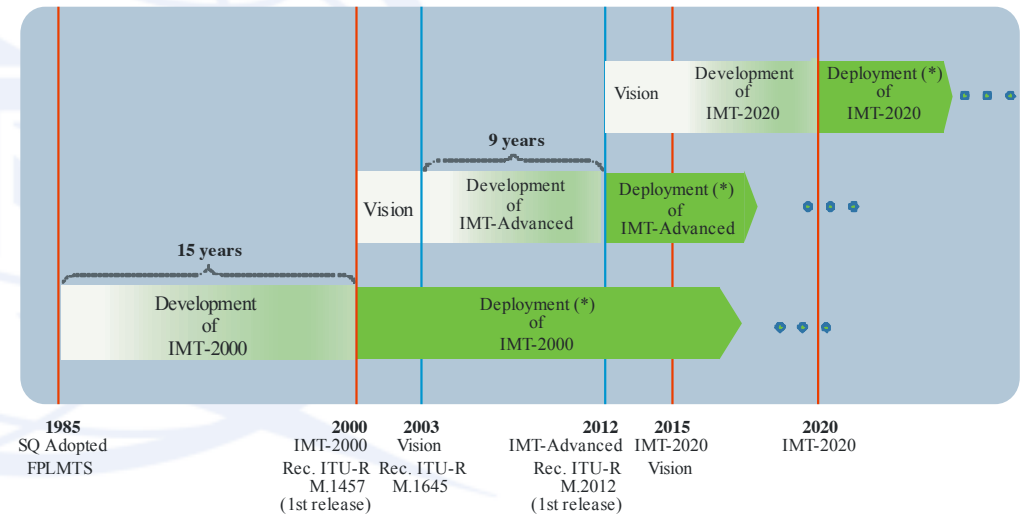 Vision
Development
of
IMT-2020
Deployment (*)
of
IMT-2020
9 years
Vision
Development
of
IMT-Advanced
Deployment (*)
of
IMT-Advanced
15 years
Development
of
IMT-2000
Deployment (*)
of
IMT-2000
1985
SQ Adopted
FPLMTS
2000
IMT-2000
Rec. ITU-R
M.1457
(1st release)
2003
Vision
Rec. ITU-R
M.1645
2012
IMT-Advanced
Rec. ITU-R
M.2012
(1st release)
2015
IMT-2020
Vision
2020
IMT-2020